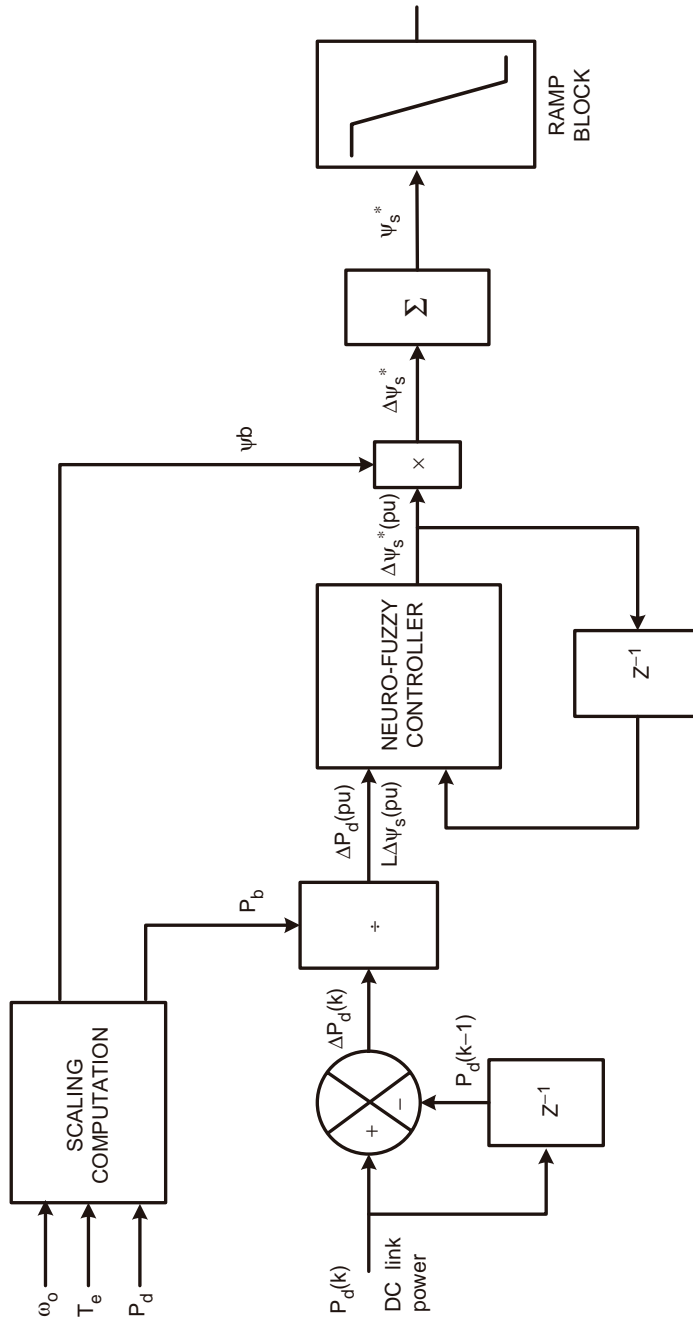 ω₀
Tₑ
P_d
SCALING
COMPUTATION
ψb
P_b
P_d(k)
DC link
power
+
−
Z⁻¹
P_d(k−1)
ΔP_d(k)
÷
ΔP_d(pu)
LΔψ_s(pu)
NEURO-FUZZY
CONTROLLER
Z⁻¹
Δψ_s*(pu)
×
Δψ_s*
Σ
ψ_s*
RAMP
BLOCK